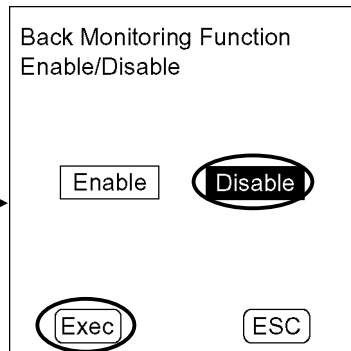 Back Monitoring Function
Enable/Disable
Enable Disable
Exec ESC